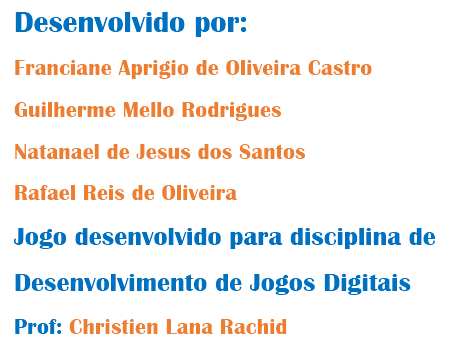 Desenvolvido por:
Franciane Aprigio de Oliveira Castro
Guilherme Mello Rodrigues
Natanael de Jesus dos Santos
Rafael Reis de Oliveira
Jogo desenvolvido para disciplina de
Desenvolvimento de Jogos Digitais
Prof: Christien Lana Rachid